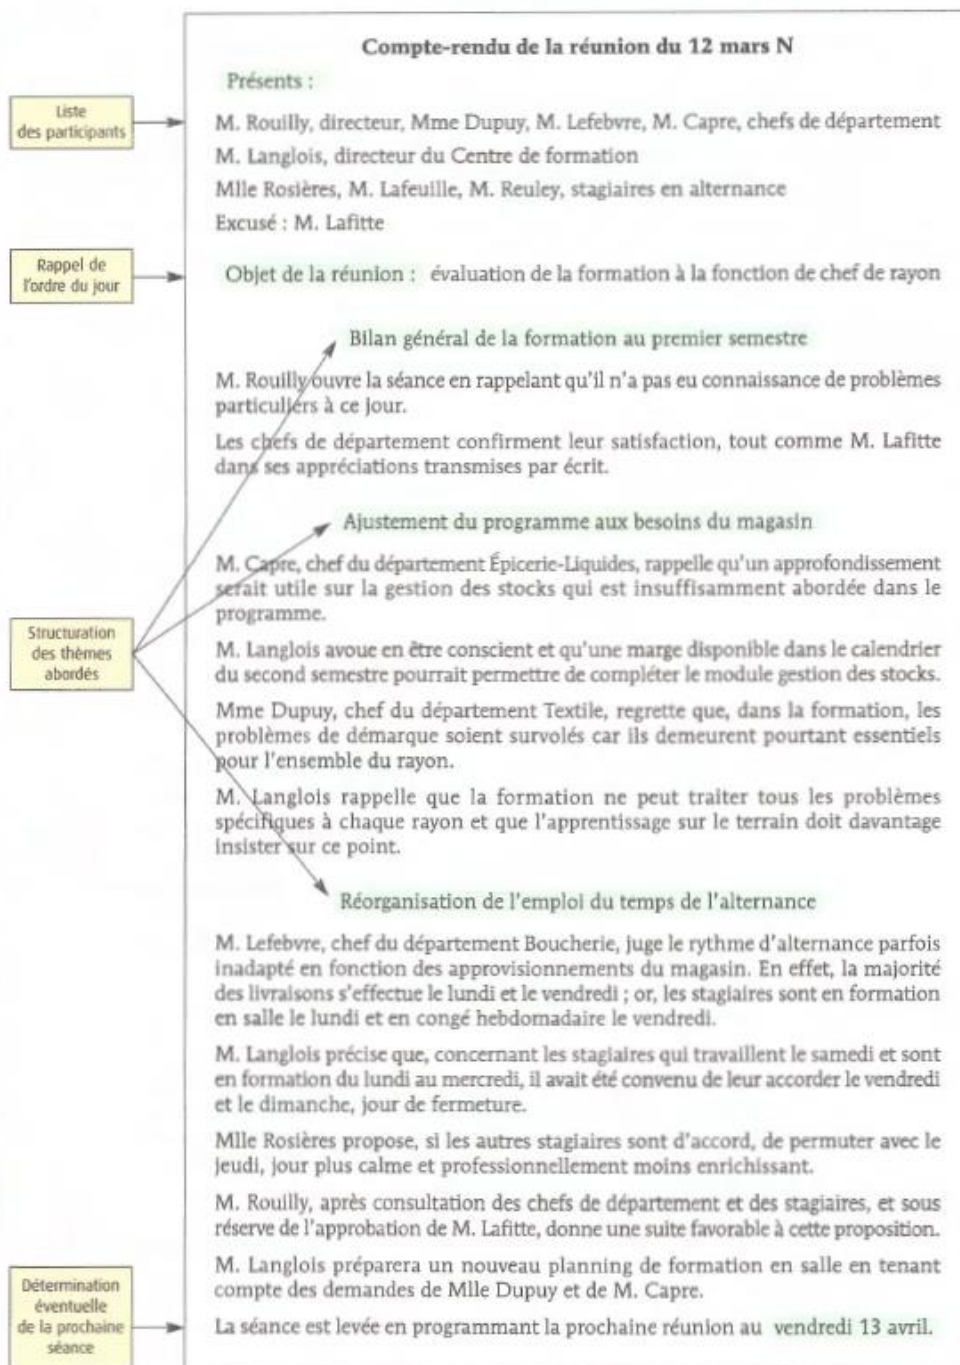 Compte-rendu de la réunion du 12 mars N
Présents :
Liste
des participants
M. Rouilly, directeur, Mme Dupuy, M. Lefebvre, M. Capre, chefs de département
M. Langlois, directeur du Centre de formation
Mlle Rosières, M. Lafeuille, M. Reuley, stagiaires en alternance
Excusé : M. Lafitte
Rappel de
l'ordre du jour
Objet de la réunion : évaluation de la formation à la fonction de chef de rayon
Bilan général de la formation au premier semestre
M. Rouilly ouvre la séance en rappelant qu'il n'a pas eu connaissance de problèmes
particuliers à ce jour.
Les chefs de département confirment leur satisfaction, tout comme M. Lafitte
dans ses appréciations transmises par écrit.
Ajustement du programme aux besoins du magasin
M. Capre, chef du département Épicerie-Liquides, rappelle qu'un approfondissement
serait utile sur la gestion des stocks qui est insuffisamment abordée dans le
programme.
Structuration
des thèmes
abordés
M. Langlois avoue en être conscient et qu'une marge disponible dans le calendrier
du second semestre pourrait permettre de compléter le module gestion des stocks.
Mme Dupuy, chef du département Textile, regrette que, dans la formation, les
problèmes de démarque soient survolés car ils demeurent pourtant essentiels
pour l'ensemble du rayon.
M. Langlois rappelle que la formation ne peut traiter tous les problèmes
spécifiques à chaque rayon et que l'apprentissage sur le terrain doit davantage
insister sur ce point.
Réorganisation de l'emploi du temps de l'alternance
M. Lefebvre, chef du département Boucherie, juge le rythme d'alternance parfois
inadapté en fonction des approvisionnements du magasin. En effet, la majorité
des livraisons s'effectue le lundi et le vendredi ; or, les stagiaires sont en formation
en salle le lundi et en congé hebdomadaire le vendredi.
M. Langlois précise que, concernant les stagiaires qui travaillent le samedi et sont
en formation du lundi au mercredi, il avait été convenu de leur accorder le vendredi
et le dimanche, jour de fermeture.
Mlle Rosières propose, si les autres stagiaires sont d'accord, de permuter avec le
jeudi, jour plus calme et professionnellement moins enrichissant.
M. Rouilly, après consultation des chefs de département et des stagiaires, et sous
réserve de l'approbation de M. Lafitte, donne une suite favorable à cette proposition.
M. Langlois préparera un nouveau planning de formation en salle en tenant
compte des demandes de Mlle Dupuy et de M. Capre.
Détermination
éventuelle
de la prochaine
séance
La séance est levée en programmant la prochaine réunion au vendredi 13 avril.